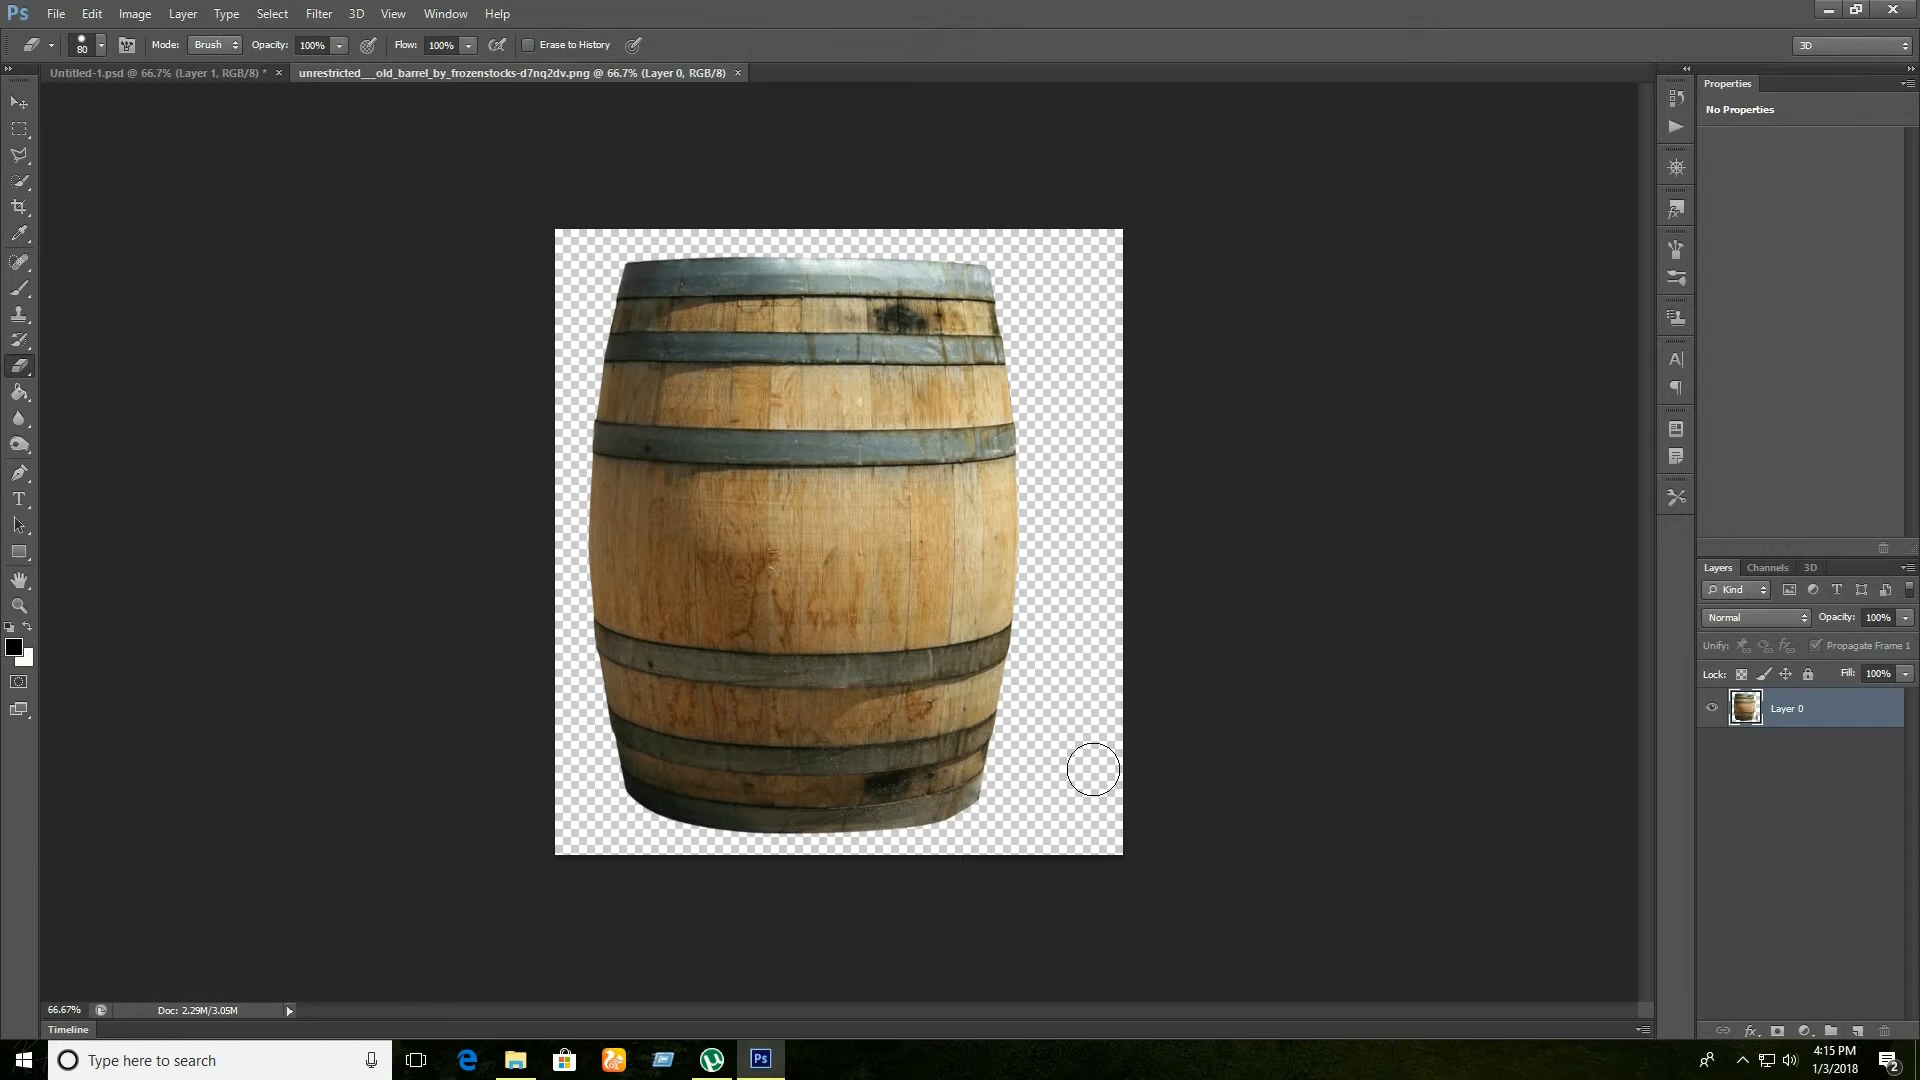 Ps File Edit Image Layer Type Select Filter 3D View Window Help
80 Mode: Brush Opacity: 100% Flow: 100% Erase to History 3D
Untitled-1.psd @ 66.7% (Layer 1, RGB/8) * × unrestricted__old_barrel_by_frozenstocks-d7nq2dv.png @ 66.7% (Layer 0, RGB/8) ×
Properties
No Properties
Layers Channels 3D
Kind
Normal Opacity: 100%
Unify: Propagate Frame 1
Lock: Fill: 100%
Layer 0
66.67% Doc: 2.29M/3.05M
Timeline
Type here to search
Ps
4:15 PM
1/3/2018
2